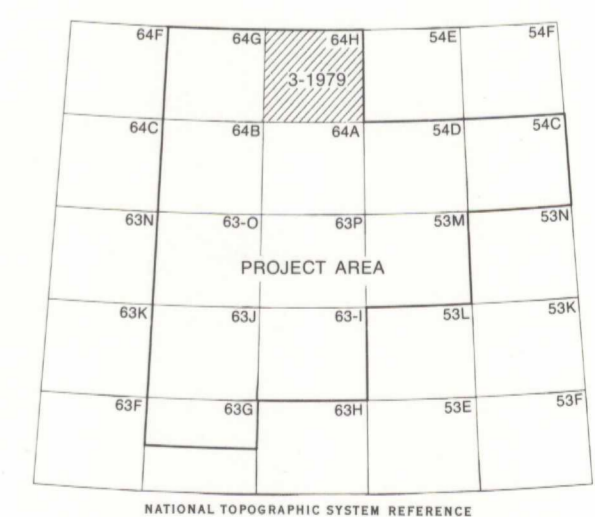 64F 64G 64H 54E 54F
3-1979
64C 64B 64A 54D 54C
63N 63-O 63P 53M 53N
PROJECT AREA
63K 63J 63-I 53L 53K
63F 63G 63H 53E 53F
NATIONAL TOPOGRAPHIC SYSTEM REFERENCE